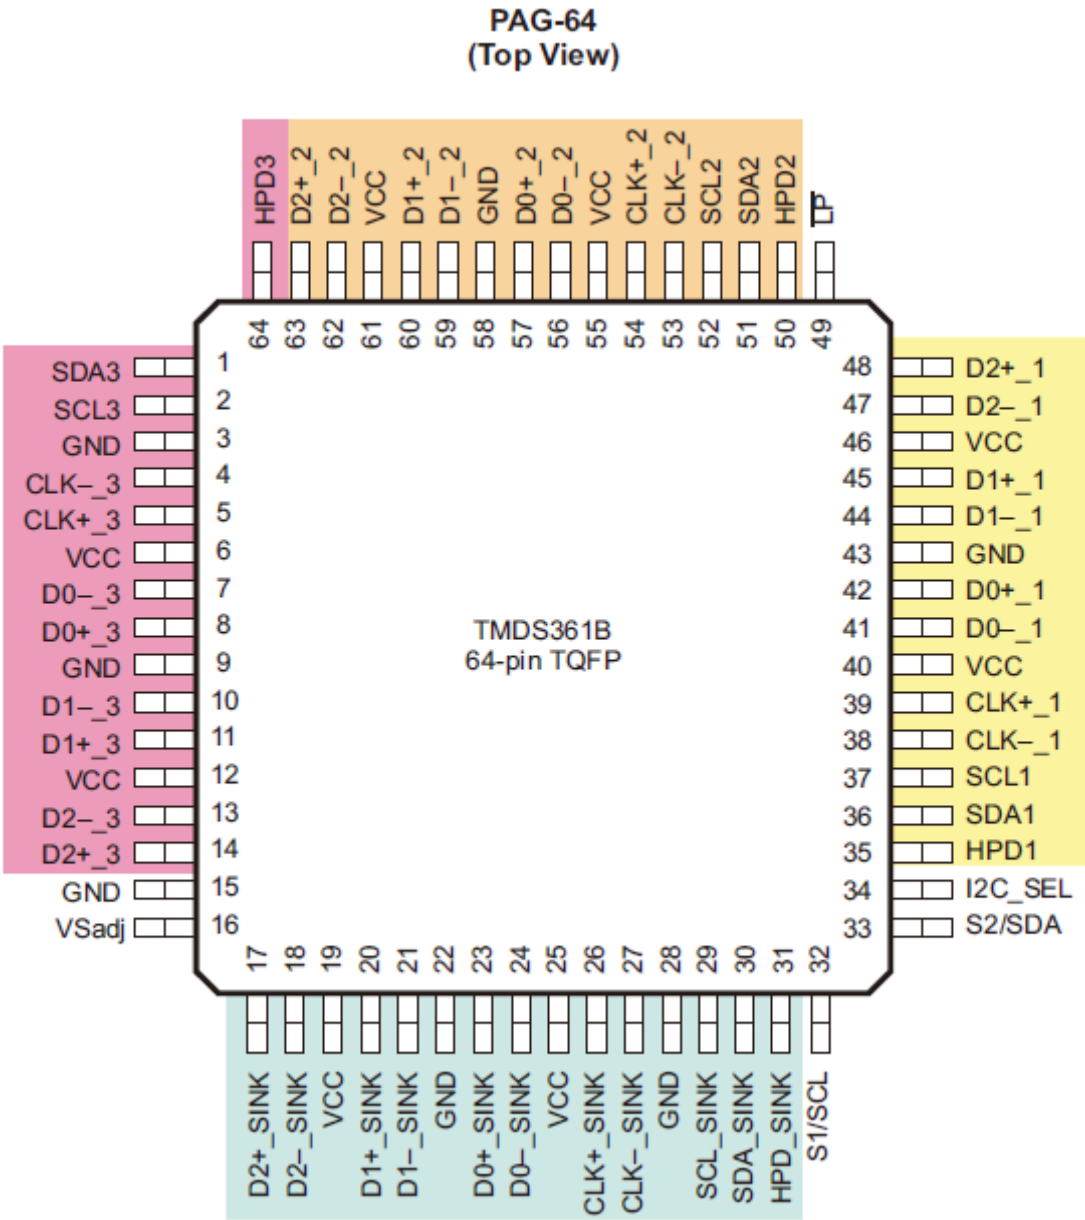 PAG-64
(Top View)
HPD3
D2+_2
D2–_2
VCC
D1+_2
D1–_2
GND
D0+_2
D0–_2
VCC
CLK+_2
CLK–_2
SCL2
SDA2
HPD2
LP
64
63
62
61
60
59
58
57
56
55
54
53
52
51
50
49
SDA3 1
SCL3 2
GND 3
CLK–_3 4
CLK+_3 5
VCC 6
D0–_3 7
D0+_3 8
GND 9
D1–_3 10
D1+_3 11
VCC 12
D2–_3 13
D2+_3 14
GND 15
VSadj 16
TMDS361B
64-pin TQFP
48 D2+_1
47 D2–_1
46 VCC
45 D1+_1
44 D1–_1
43 GND
42 D0+_1
41 D0–_1
40 VCC
39 CLK+_1
38 CLK–_1
37 SCL1
36 SDA1
35 HPD1
34 I2C_SEL
33 S2/SDA
17
18
19
20
21
22
23
24
25
26
27
28
29
30
31
32
D2+_SINK
D2–_SINK
VCC
D1+_SINK
D1–_SINK
GND
D0+_SINK
D0–_SINK
VCC
CLK+_SINK
CLK–_SINK
GND
SCL_SINK
SDA_SINK
HPD_SINK
S1/SCL